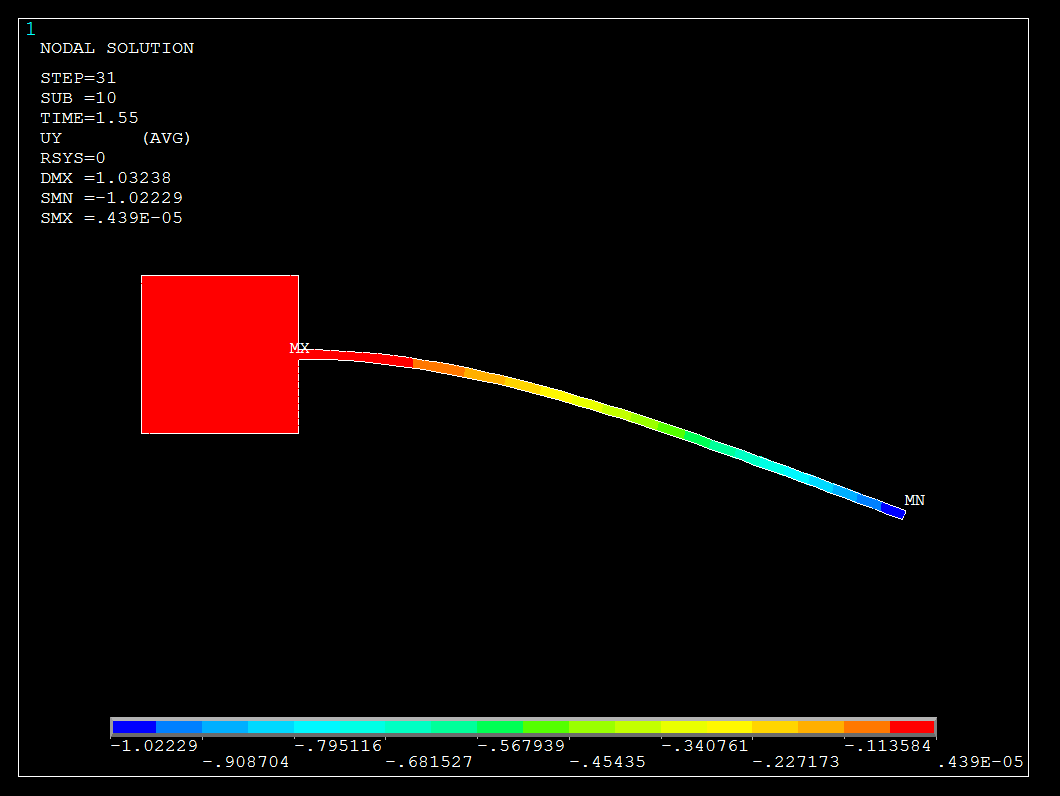 1
NODAL SOLUTION
STEP=31
SUB =10
TIME=1.55
UY (AVG)
RSYS=0
DMX =1.03238
SMN =-1.02229
SMX =.439E-05
MX
MN
-1.02229 -.795116 -.567939 -.340761 -.113584
-.908704 -.681527 -.45435 -.227173 .439E-05